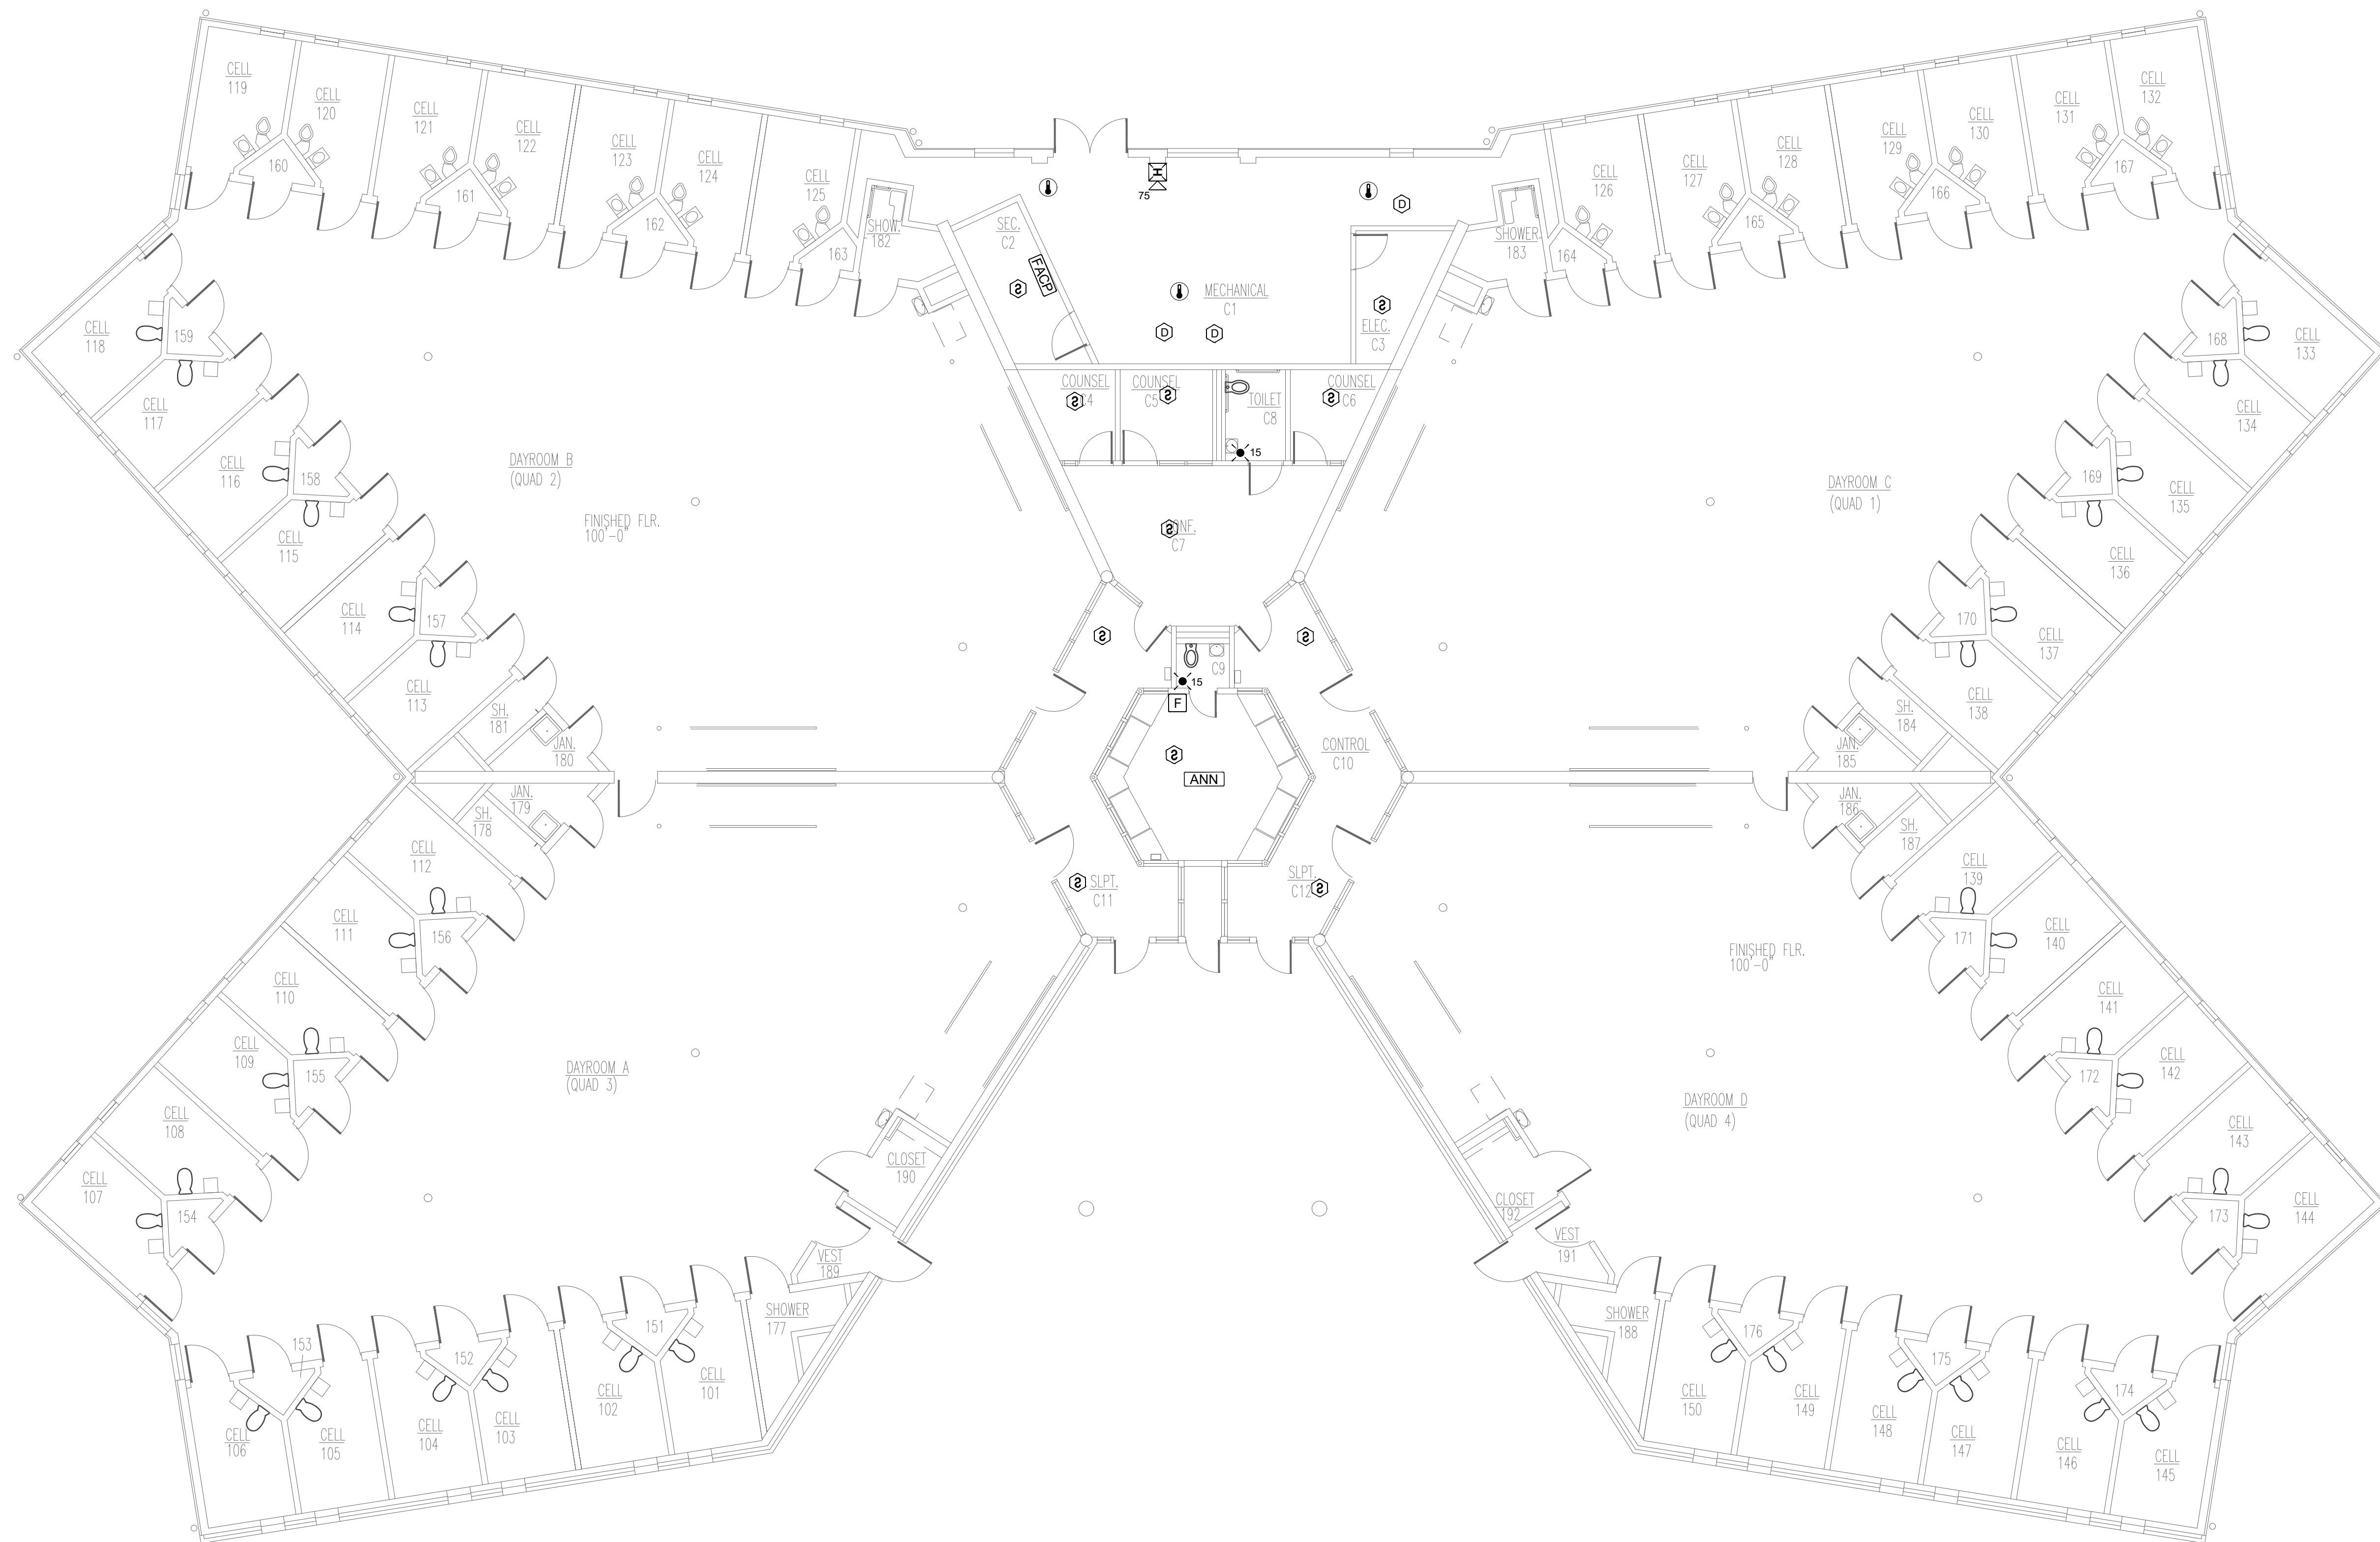 CELL
119
CELL
120
CELL
121
CELL
122
CELL
123
CELL
124
CELL
125
160
161
162
163
SHOW.
182
SEC.
C2
FACP
H
75
D
MECHANICAL
C1
D
D
ELEC.
C3
S
S
CELL
126
CELL
127
CELL
128
CELL
129
CELL
130
CELL
131
CELL
132
SHOWER
183
164
165
166
167
CELL
118
159
CELL
117
CELL
116
158
CELL
115
CELL
114
157
CELL
113
SH.
181
JAN.
180
DAYROOM B
(QUAD 2)
FINISHED FLR.
100'-0"
COUNSEL
C4
S
COUNSEL
C5
S
TOILET
C8
15
COUNSEL
C6
S
CONF.
C7
S
S
S
C9
15
F
S
ANN
CONTROL
C10
DAYROOM C
(QUAD 1)
168
CELL
133
CELL
134
169
CELL
135
CELL
136
170
CELL
137
CELL
138
SH.
184
JAN.
185
JAN.
179
SH.
178
CELL
112
CELL
111
156
CELL
110
CELL
109
155
CELL
108
CELL
107
154
DAYROOM A
(QUAD 3)
S
SLPT.
C11
SLPT.
C12
S
CLOSET
190
VEST
189
SHOWER
177
153
152
151
CELL
106
CELL
105
CELL
104
CELL
103
CELL
102
CELL
101
JAN.
186
SH.
187
CELL
139
171
CELL
140
FINISHED FLR.
100'-0"
CELL
141
172
CELL
142
DAYROOM D
(QUAD 4)
CELL
143
173
CELL
144
CLOSET
192
VEST
191
SHOWER
188
176
175
174
CELL
150
CELL
149
CELL
148
CELL
147
CELL
146
CELL
145